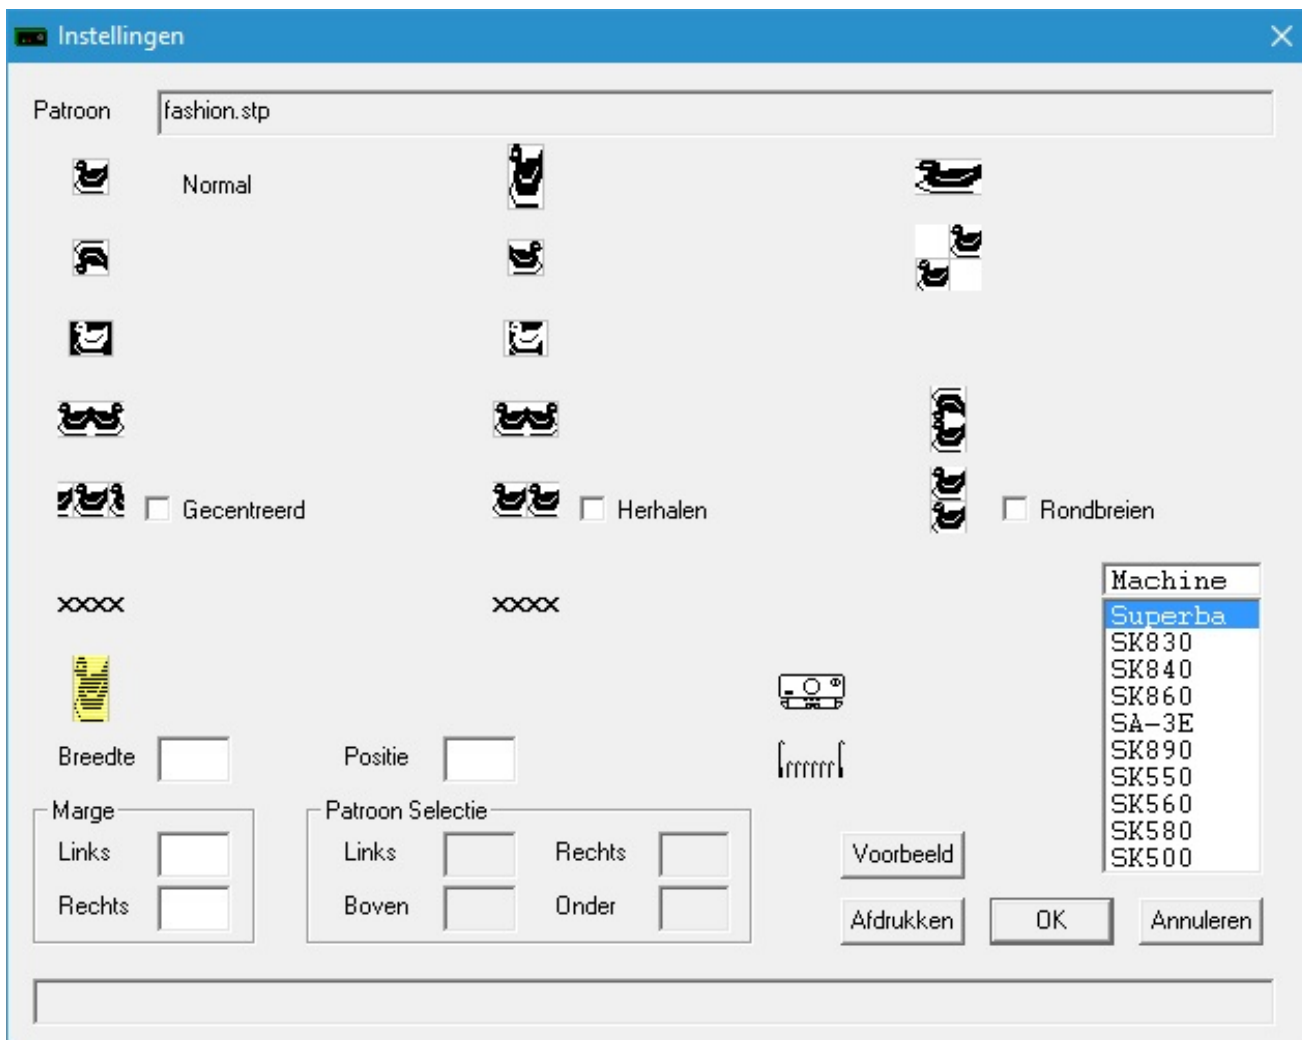 Instellingen
Patroon fashion.stp
Normal
Gecentreerd Herhalen Rondbreien
xxxx xxxx
Machine
Superba
SK830
SK840
SK860
SA-3E
SK890
SK550
SK560
SK580
SK500
Breedte Positie
Marge
Links
Rechts
Patroon Selectie
Links Rechts
Boven Onder
Voorbeeld
Afdrukken OK Annuleren